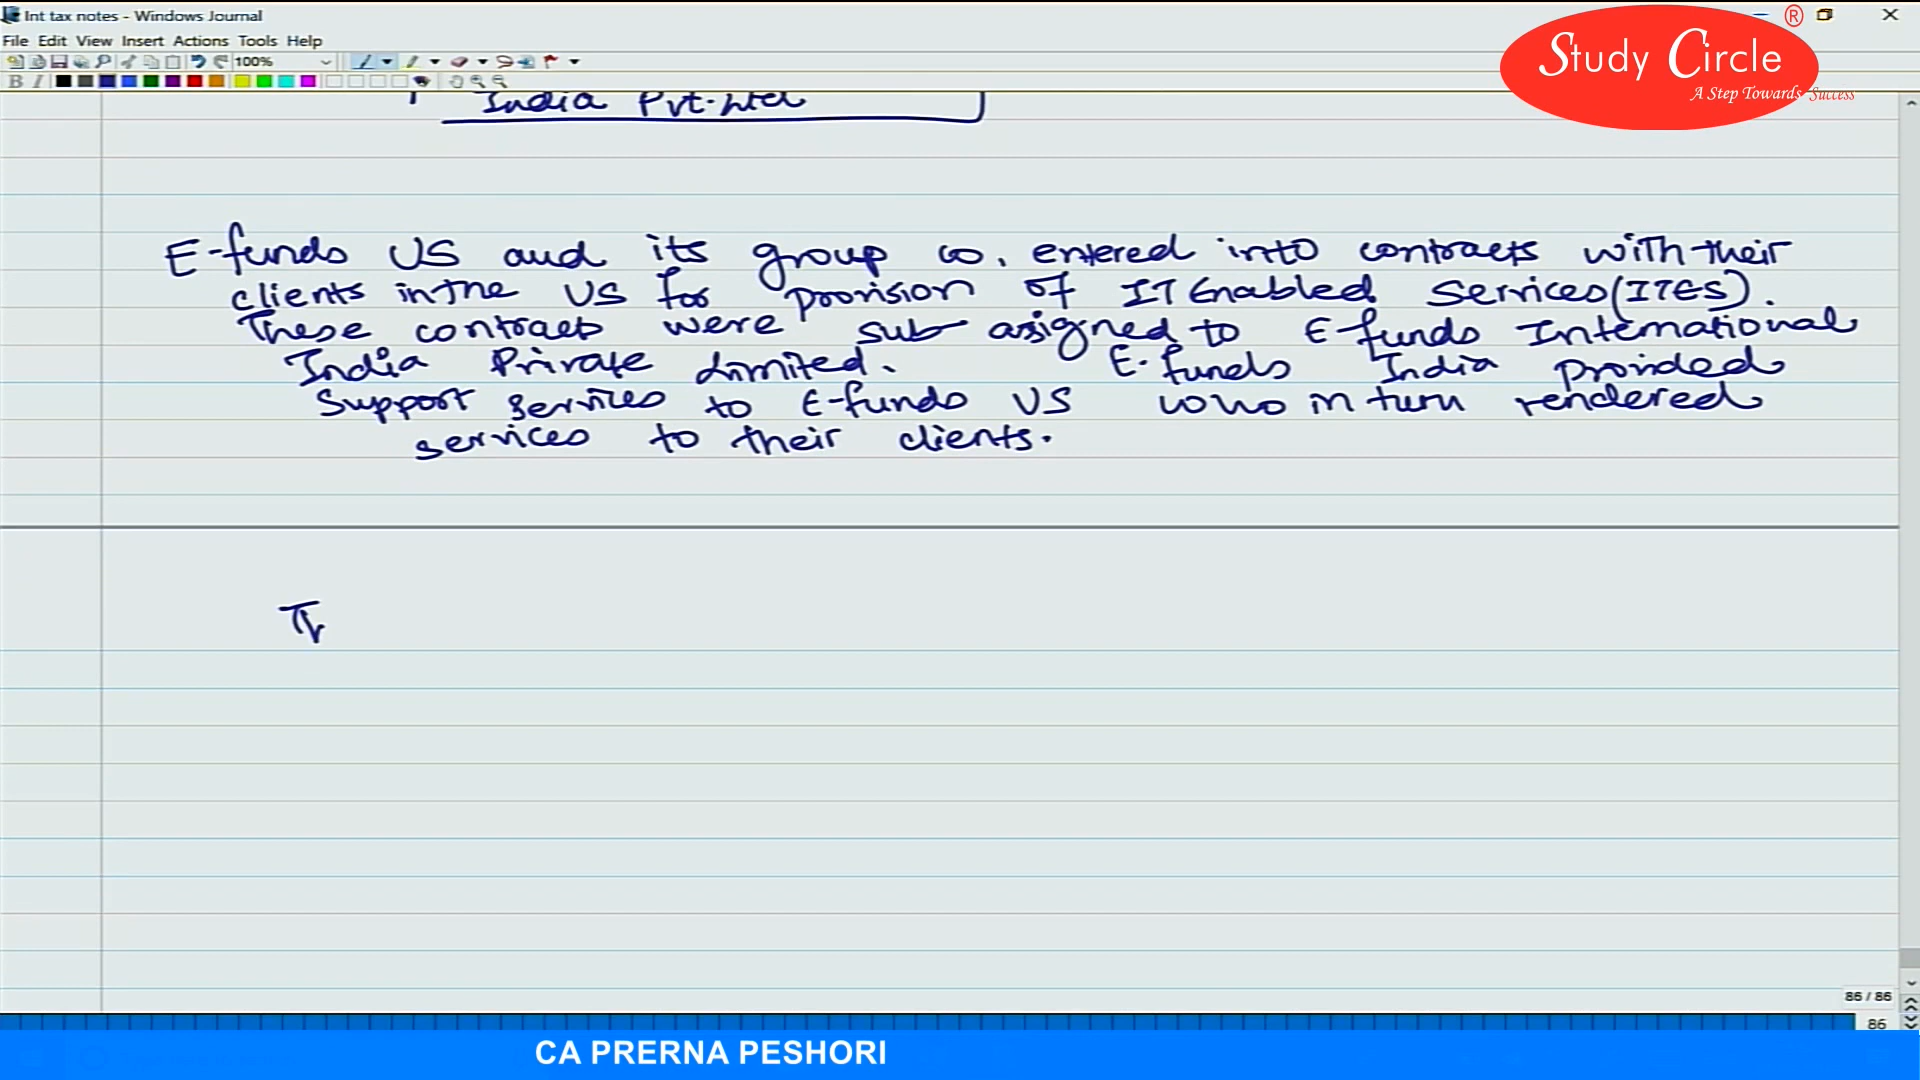 Int tax notes - Windows Journal
File Edit View Insert Actions Tools Help
100%
B I
Study Circle ®
A Step Towards Success
India Pvt. Ltd
E-funds US and its group co. entered into contracts with their
clients in the US for provision of IT Enabled Services (ITES).
These contracts were sub assigned to E-funds International
India Private Limited. E-funds India provided
Support services to E-funds US who in turn rendered
services to their clients.
86 / 86
86
CA PRERNA PESHORI